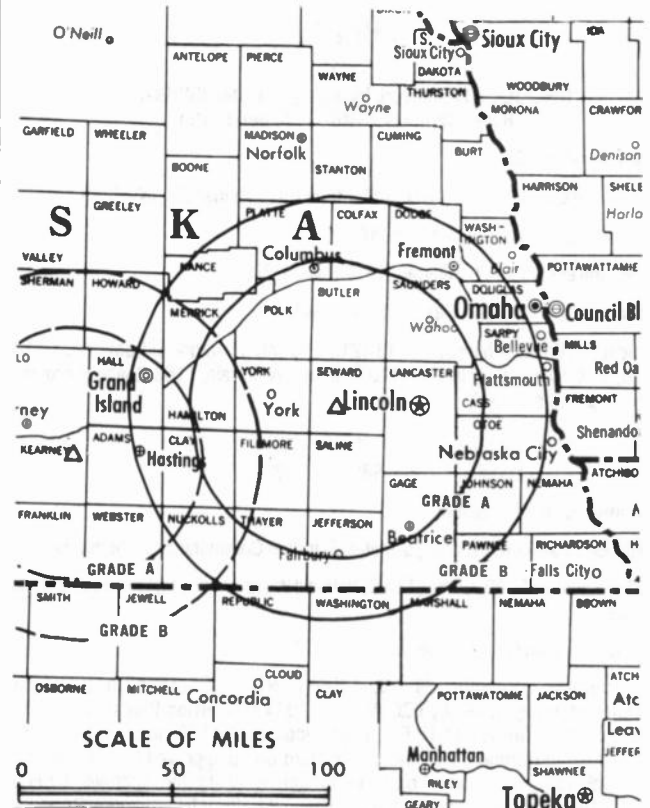 O'Neill
S.
Sioux City
Sioux City
IDA
ANTELOPE
PIERCE
DAKOTA
WOODBURY
WAYNE
Wayne
THURSTON
MONONA
CRAWFOR
GARFIELD
WHEELER
MADISON
Norfolk
CUMING
BURT
Denison
BOONE
STANTON
HARRISON
SHELB
GREELEY
Harla
S K A
PLATTE
COLFAX
DODGE
WASH-
INGTON
Columbus
Fremont
Blair
VALLEY
NANCE
POTTAWATTAMIE
SHERMAN
HOWARD
BUTLER
SAUNDERS
DOUGLAS
MERRICK
POLK
Omaha
Council Bl
Wahoo
SARPY
Bellevue
MILLS
LO
HALL
YORK
SEWARD
LANCASTER
Red Oa
Grand
Island
York
Lincoln
Plattsmouth
CASS
FREMONT
rney
HAMILTON
OTOE
Shenando
KEARNEY
ADAMS
CLAY
Hastings
FILLMORE
SALINE
Nebraska City
ATCHISO
GAGE
JOHNSON
NEMAHA
GRADE A
FRANKLIN
WEBSTER
NUCKOLLS
THAYER
JEFFERSON
Beatrice
PAWNEE
RICHARDSON
Fairbury
GRADE A
GRADE B
Falls City
SMITH
JEWELL
REPUBLIC
WASHINGTON
MARSHALL
NEMAHA
BROWN
GRADE B
CLOUD
ATCH
OSBORNE
MITCHELL
Concordia
CLAY
POTTAWATOMIE
JACKSON
Atc
Leav
JEFFER
SCALE OF MILES
Manhattan
0 50 100
SHAWNEE
RILEY
Topeka
GEARY